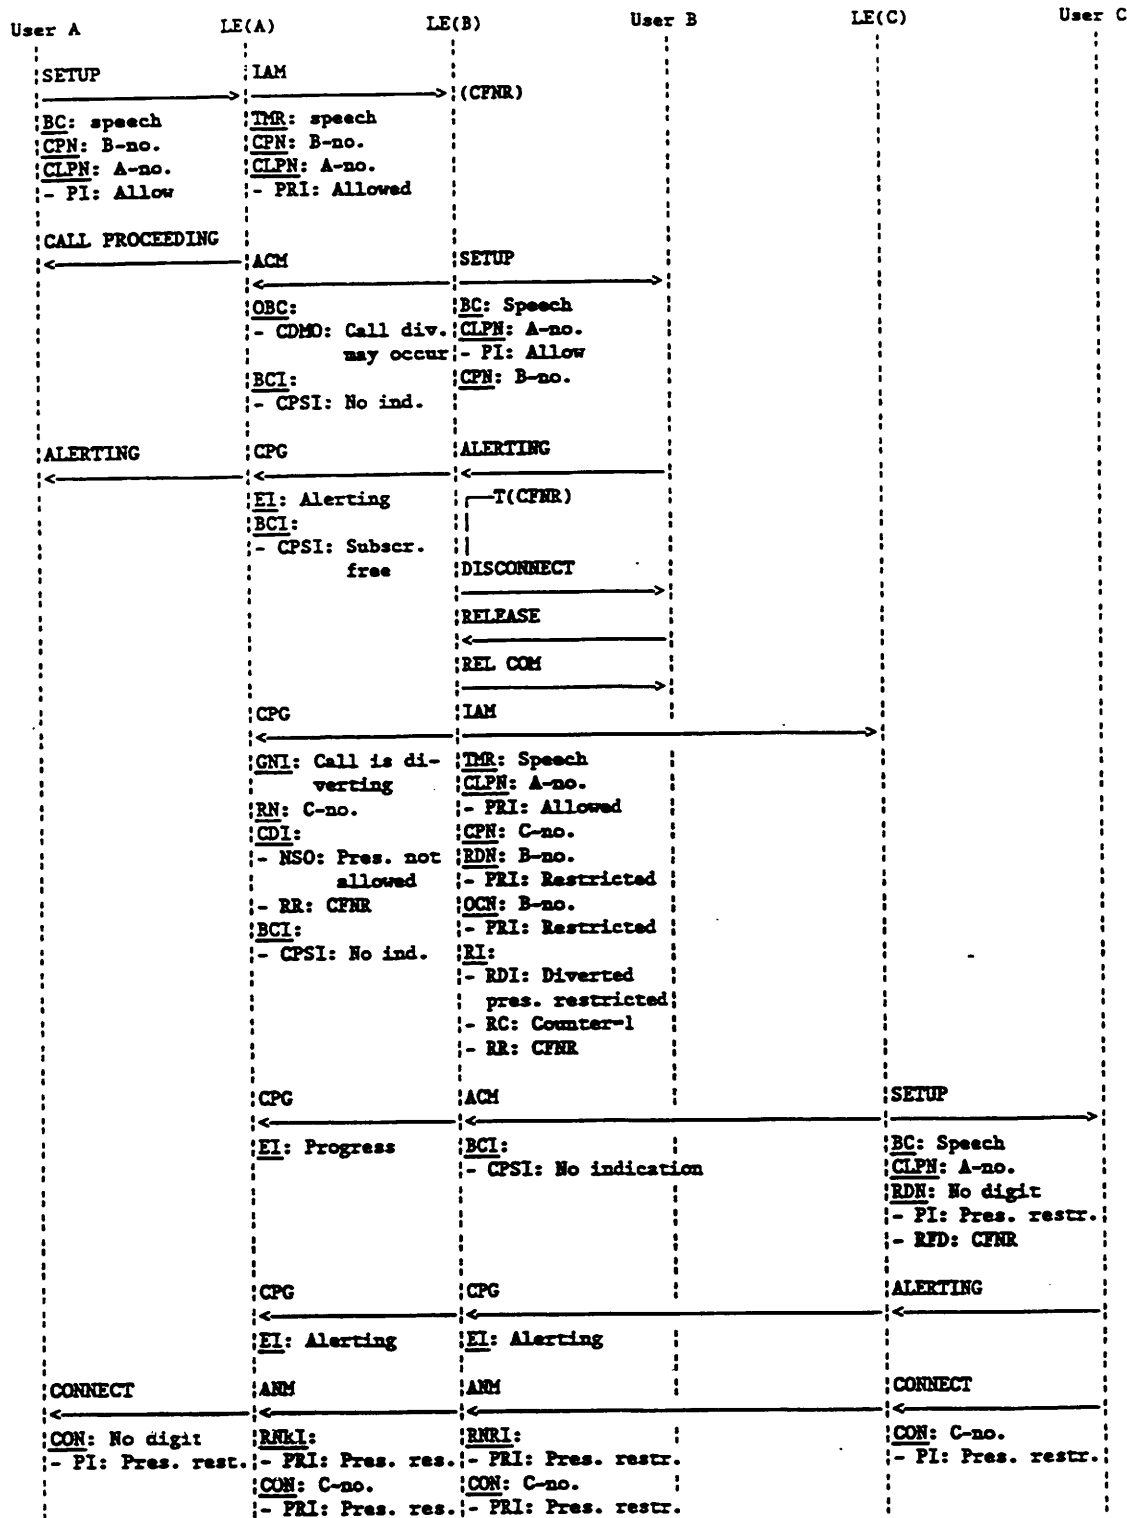 User A LE(A) LE(B) User B LE(C) User C
SETUP IAM
(CFNR)
BC: speech TMR: speech
CPN: B-no. CPN: B-no.
CLPN: A-no. CLPN: A-no.
- PI: Allow - PRI: Allowed
CALL PROCEEDING
ACM SETUP
OBC: BC: Speech
- CDMO: Call div. CLPN: A-no.
may occur - PI: Allow
BCI: CPN: B-no.
- CPSI: No ind.
ALERTING CPG ALERTING
EI: Alerting T(CFNR)
BCI:
- CPSI: Subscr.
free DISCONNECT
RELEASE
REL COM
CPG IAM
GNI: Call is di- TMR: Speech
verting CLPN: A-no.
RN: C-no. - PRI: Allowed
CDI: CPN: C-no.
- NSO: Pres. not RDN: B-no.
allowed - PRI: Restricted
- RR: CFNR OCN: B-no.
BCI: - PRI: Restricted
- CPSI: No ind. RI:
- RDI: Diverted
pres. restricted
- RC: Counter=1
- RR: CFNR
CPG ACM SETUP
EI: Progress BCI: BC: Speech
- CPSI: No indication CLPN: A-no.
RDN: No digit
- PI: Pres. restr.
- RFD: CFNR
CPG CPG ALERTING
EI: Alerting EI: Alerting
CONNECT ANM ANM CONNECT
CON: No digit RNRI: RNRI: CON: C-no.
- PI: Pres. rest. - PRI: Pres. res. - PRI: Pres. restr. - PI: Pres. restr.
CON: C-no. CON: C-no.
- PRI: Pres. res. - PRI: Pres. restr.